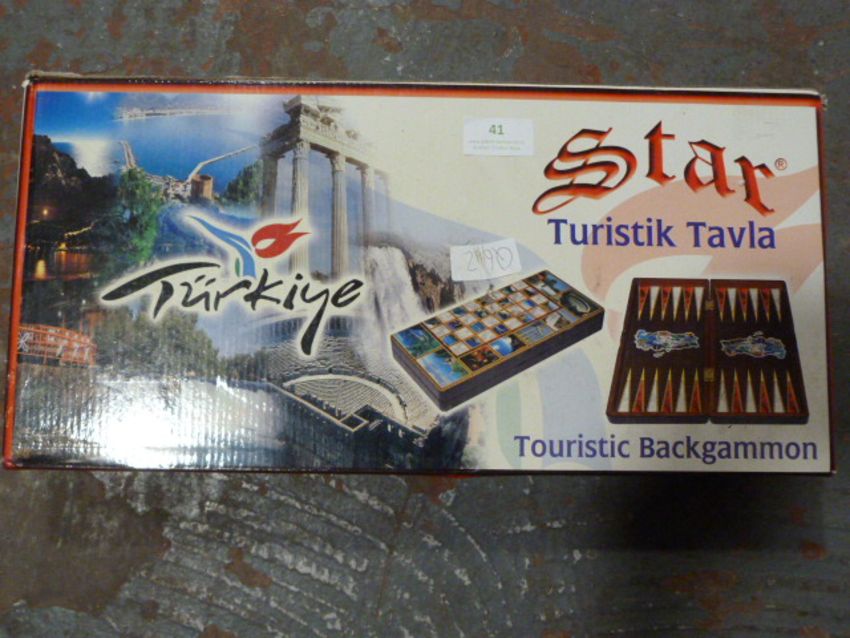 41
Star®
Turistik Tavla
Türkiye
Touristic Backgammon